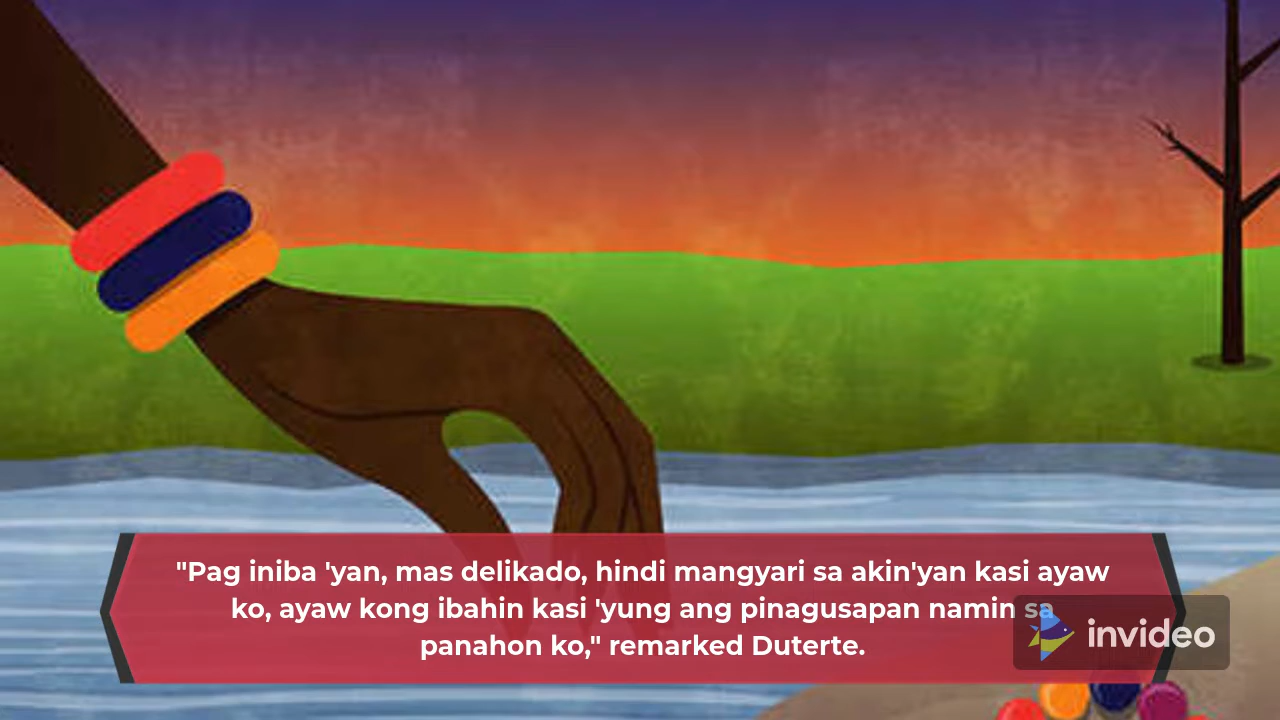 "Pag iniba 'yan, mas delikado, hindi mangyari sa akin'yan kasi ayaw
ko, ayaw kong ibahin kasi 'yung ang pinagusapan namin sa
panahon ko," remarked Duterte.
invideo